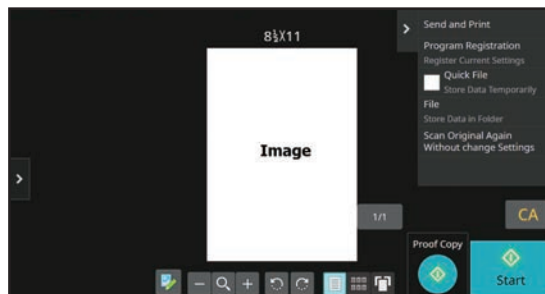 8½X11
Image
1/1
Send and Print
Program Registration
Register Current Settings
Quick File
Store Data Temporarily
File
Store Data in Folder
Scan Original Again
Without change Settings
CA
Proof Copy
Start